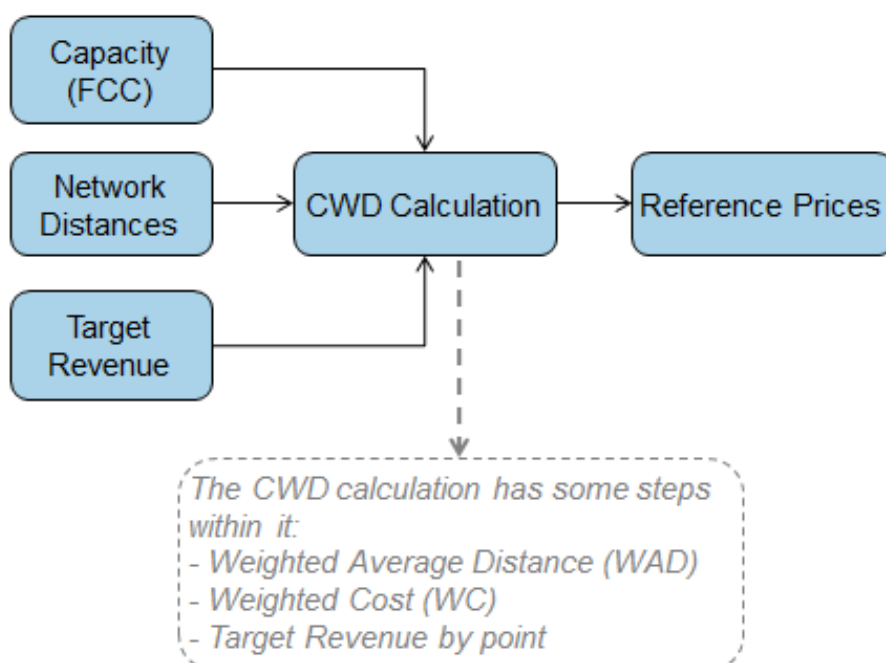 Capacity
(FCC)
Network
Distances
CWD Calculation
Reference Prices
Target
Revenue
The CWD calculation has some steps
within it:
- Weighted Average Distance (WAD)
- Weighted Cost (WC)
- Target Revenue by point